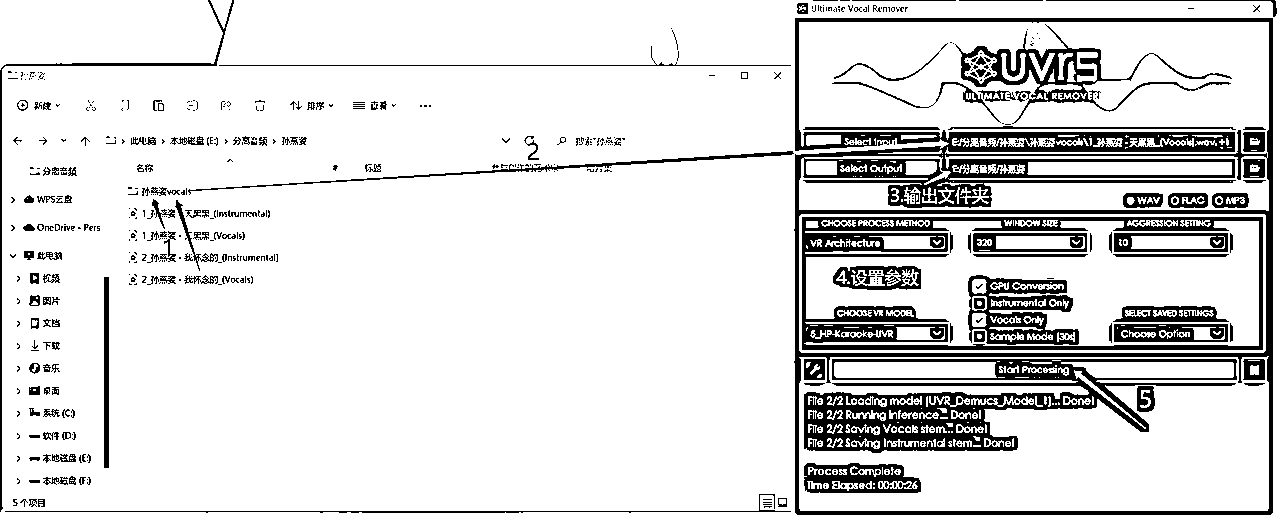 孙燕姿
新建
排序
查看
此电脑 > 本地磁盘 (E:) > 分离音频 > 孙燕姿
搜索"孙燕姿"
2
名称
#
标题
分离音频
WPS云盘
OneDrive - Pers
此电脑
视频
图片
文档
下载
音乐
桌面
系统 (C:)
软件 (D:)
本地磁盘 (E:)
本地磁盘 (F:)
孙燕姿vocals
1_孙燕姿 - 天黑黑_(Instrumental)
1_孙燕姿 - 天黑黑_(Vocals)
1
2_孙燕姿 - 我怀念的_(Instrumental)
2_孙燕姿 - 我怀念的_(Vocals)
5 个项目
Ultimate Vocal Remover
UVR5
ULTIMATE VOCAL REMOVER
Select Input
E:/分离音频/孙燕姿\孙燕姿vocals\1_孙燕姿 - 天黑黑_(Vocals).wav, +1
Select Output
E:/分离音频/孙燕姿
3.输出文件夹
WAV
FLAC
MP3
CHOOSE PROCESS METHOD
WINDOW SIZE
AGGRESSION SETTING
VR Architecture
320
10
4.设置参数
GPU Conversion
Instrumental Only
Vocals Only
Sample Mode (30s)
CHOOSE VR MODEL
SELECT SAVED SETTINGS
5_HP-Karaoke-UVR
Choose Option
Start Processing
5
File 2/2 Loading model (UVR_Demucs_Model_1)... Done!
File 2/2 Running inference... Done!
File 2/2 Saving Vocals stem... Done!
File 2/2 Saving Instrumental stem... Done!
Process Complete
Time Elapsed: 00:00:26